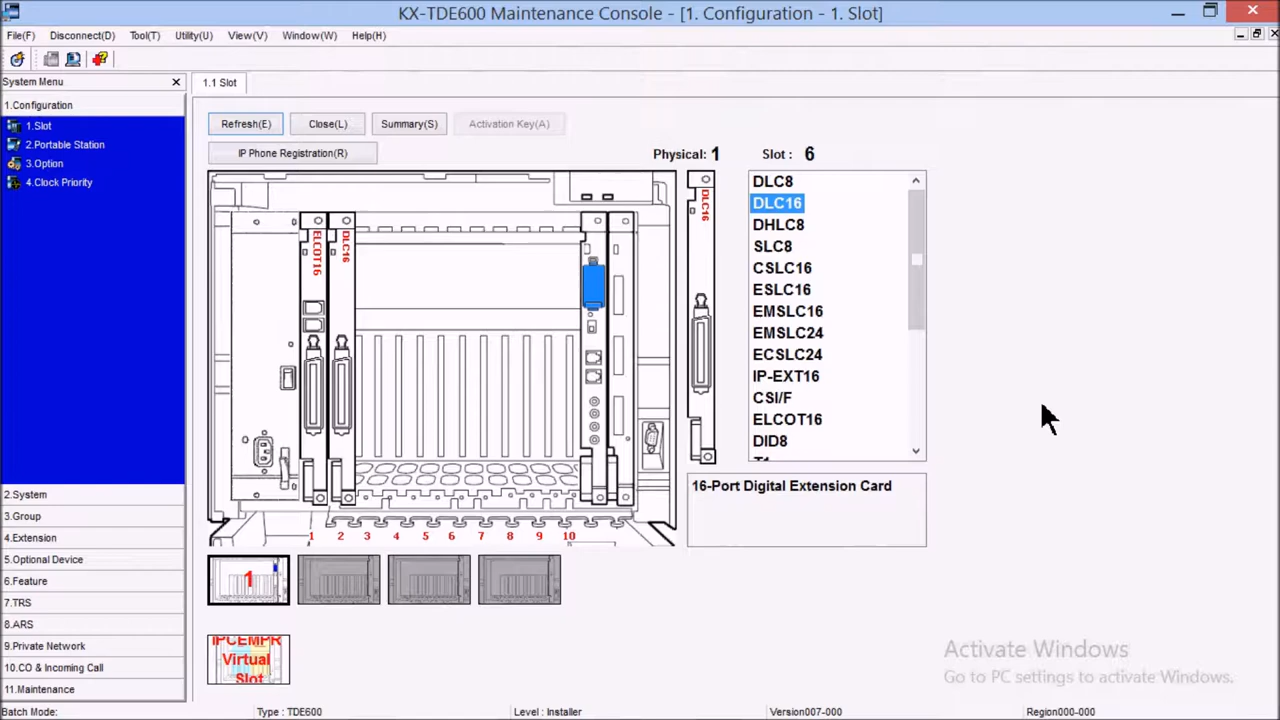 KX-TDE600 Maintenance Console - [1. Configuration - 1. Slot]
File(F) Disconnect(D) Tool(T) Utility(U) View(V) Window(W) Help(H)
System Menu
1.1 Slot
1.Configuration
1.Slot
2.Portable Station
3.Option
4.Clock Priority
2.System
3.Group
4.Extension
5.Optional Device
6.Feature
7.TRS
8.ARS
9.Private Network
10.CO & Incoming Call
11.Maintenance
Refresh(E) Close(L) Summary(S) Activation Key(A)
IP Phone Registration(R)
Physical: 1 Slot : 6
ELCOT16
DLC16
DLC16
DLC8
DLC16
DHLC8
SLC8
CSLC16
ESLC16
EMSLC16
EMSLC24
ECSLC24
IP-EXT16
CSI/F
ELCOT16
DID8
T1
16-Port Digital Extension Card
1 2 3 4 5 6 7 8 9 10
1
IPCEMPR
Virtual
Slot
Activate Windows
Go to PC settings to activate Windows.
Batch Mode: Type : TDE600 Level : Installer Version007-000 Region000-000